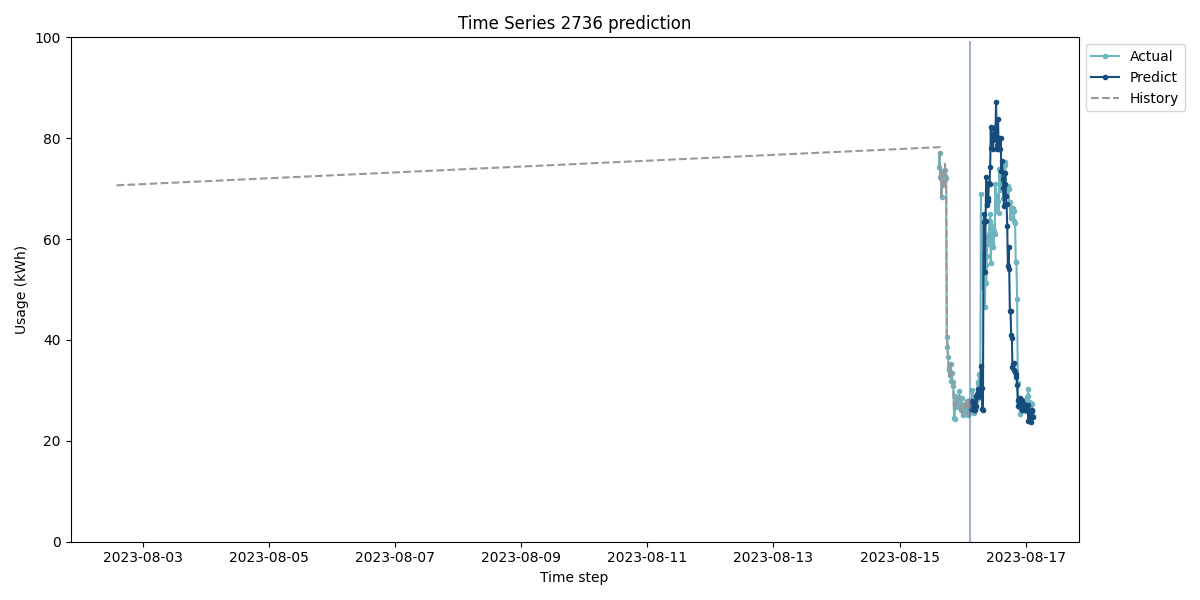 Time Series 2736 prediction
Usage (kWh)
100
80
60
40
20
0
2023-08-03 2023-08-05 2023-08-07 2023-08-09 2023-08-11 2023-08-13 2023-08-15 2023-08-17
Time step
Actual
Predict
History